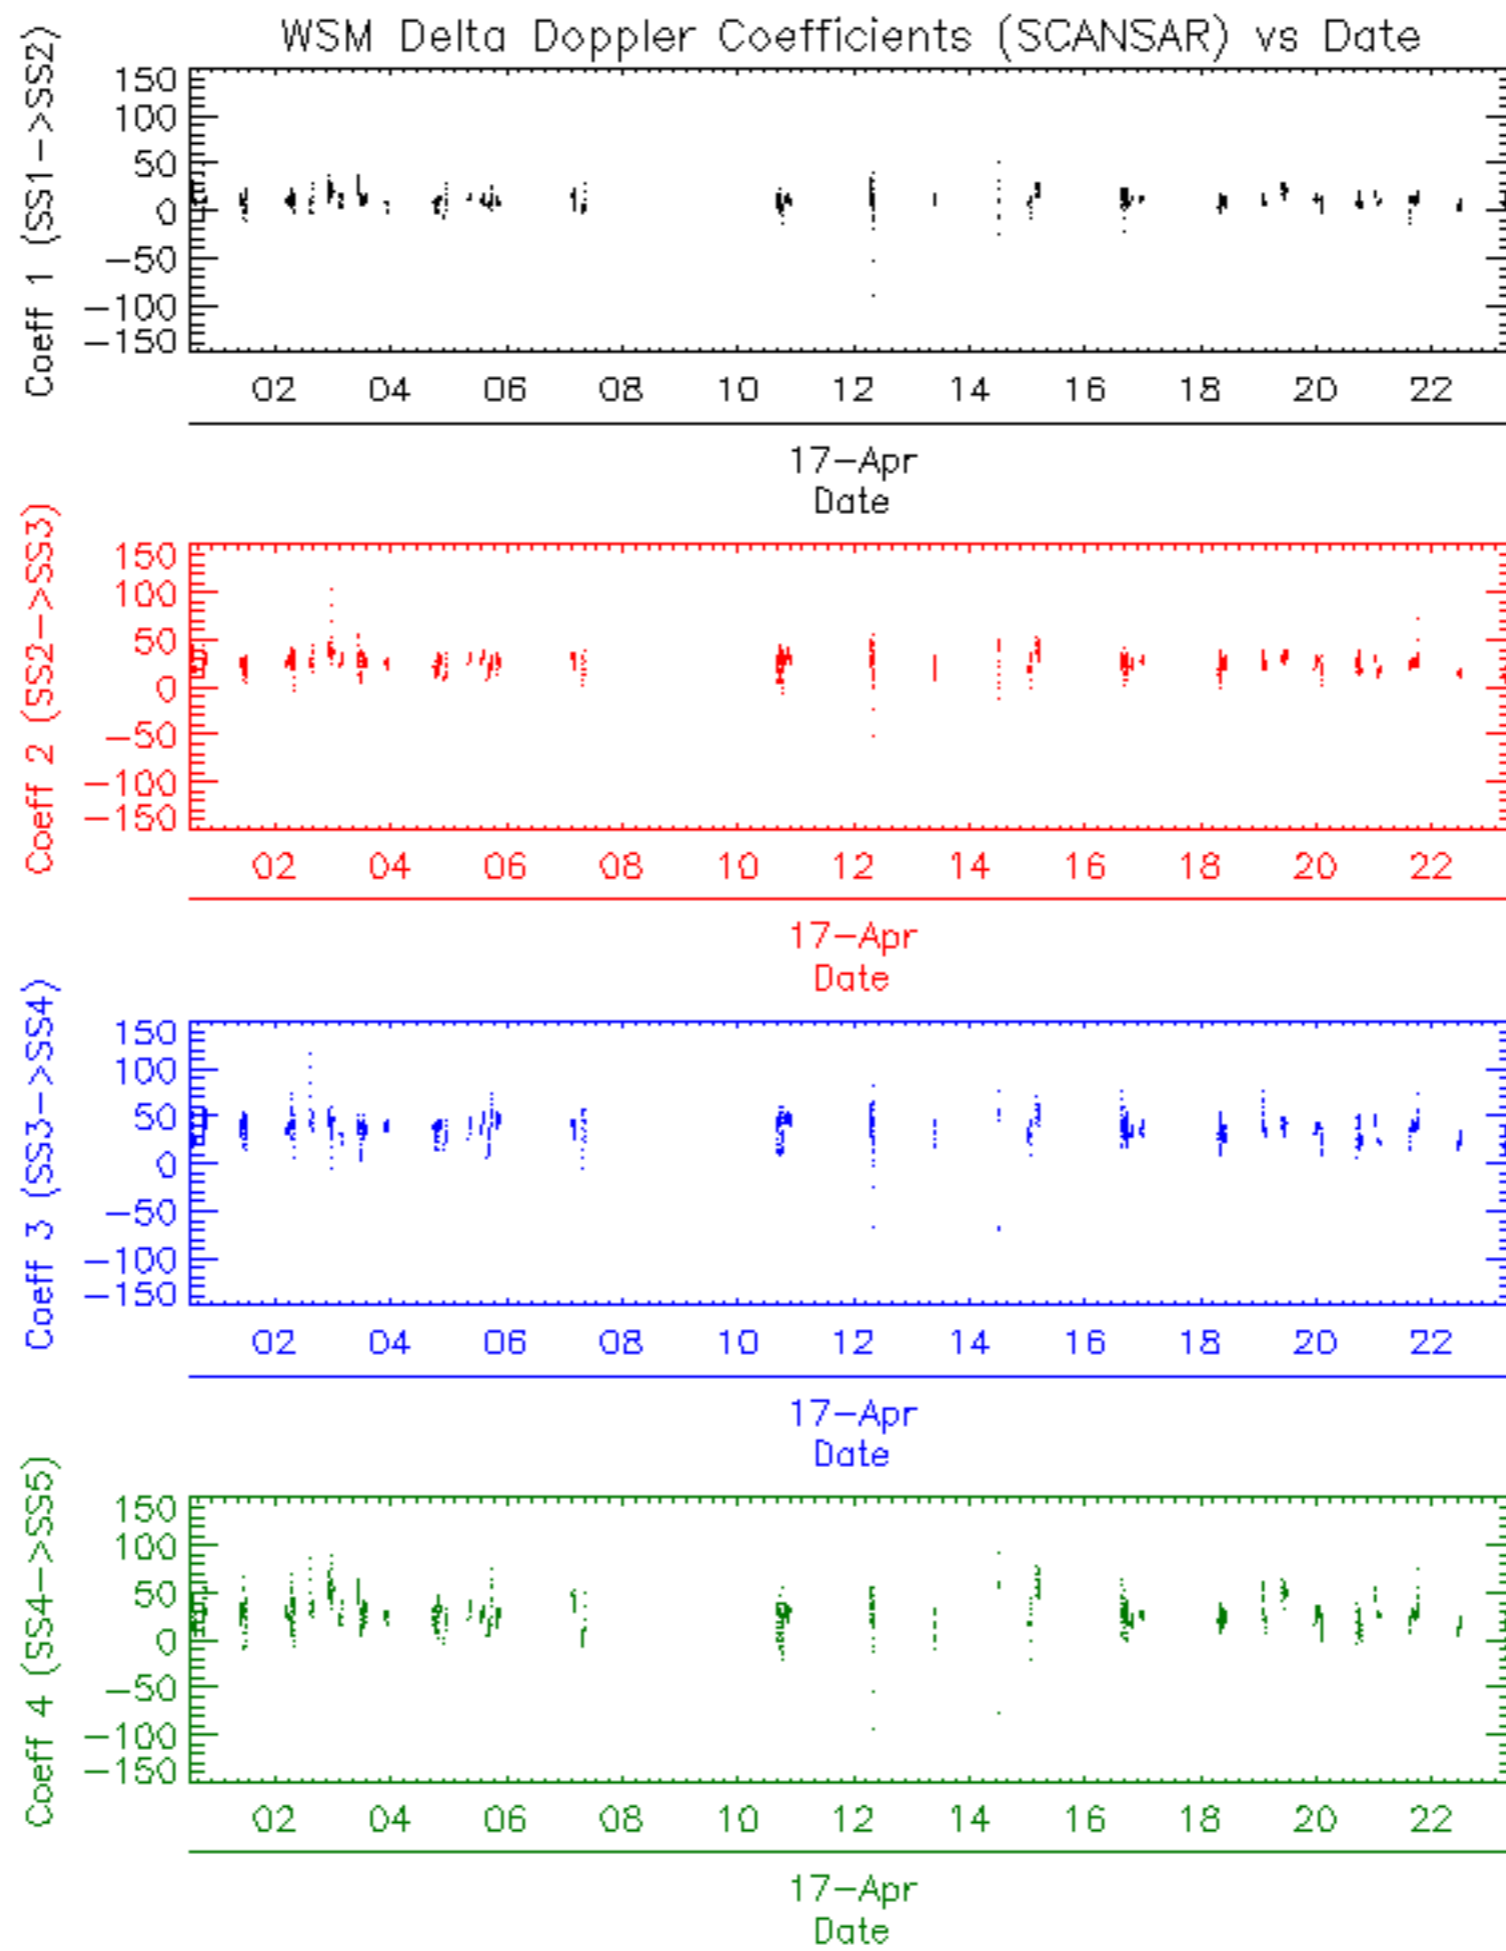 WSM Delta Doppler Coefficients (SCANSAR) vs Date
Coeff 1 (SS1->SS2)
150
100
50
0
-50
-100
-150
02 04 06 08 10 12 14 16 18 20 22
17-Apr
Date
Coeff 2 (SS2->SS3)
150
100
50
0
-50
-100
-150
02 04 06 08 10 12 14 16 18 20 22
17-Apr
Date
Coeff 3 (SS3->SS4)
150
100
50
0
-50
-100
-150
02 04 06 08 10 12 14 16 18 20 22
17-Apr
Date
Coeff 4 (SS4->SS5)
150
100
50
0
-50
-100
-150
02 04 06 08 10 12 14 16 18 20 22
17-Apr
Date